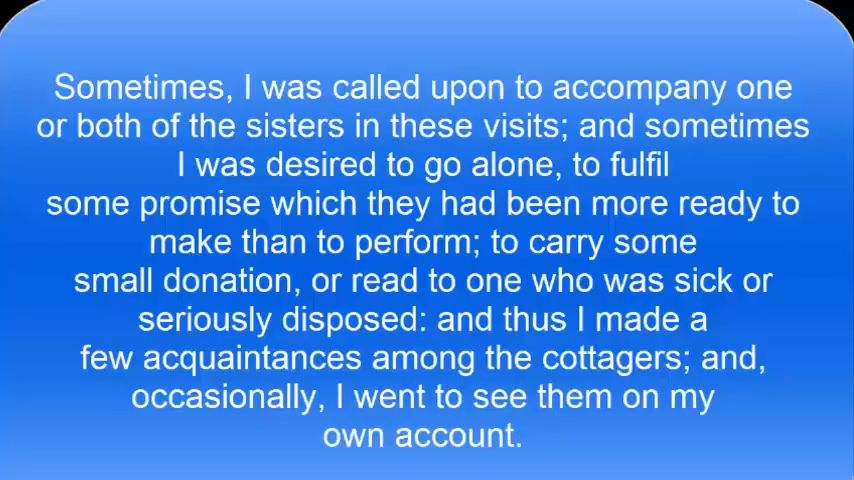 Sometimes, I was called upon to accompany one
or both of the sisters in these visits; and sometimes
I was desired to go alone, to fulfil
some promise which they had been more ready to
make than to perform; to carry some
small donation, or read to one who was sick or
seriously disposed: and thus I made a
few acquaintances among the cottagers; and,
occasionally, I went to see them on my
own account.